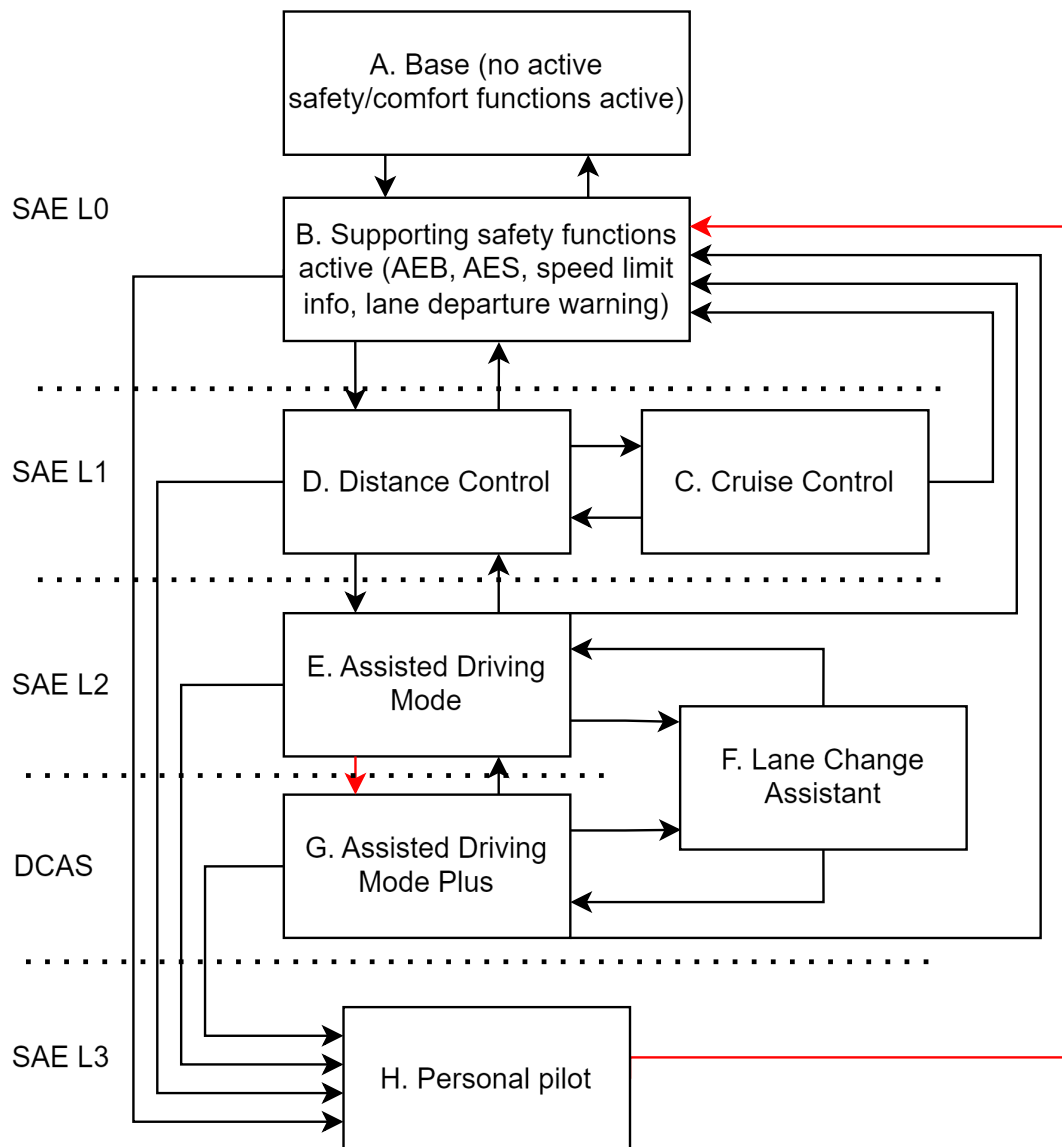 A. Base (no active
safety/comfort functions active)
SAE L0
B. Supporting safety functions
active (AEB, AES, speed limit
info, lane departure warning)
SAE L1
D. Distance Control
C. Cruise Control
SAE L2
E. Assisted Driving
Mode
F. Lane Change
Assistant
DCAS
G. Assisted Driving
Mode Plus
SAE L3
H. Personal pilot